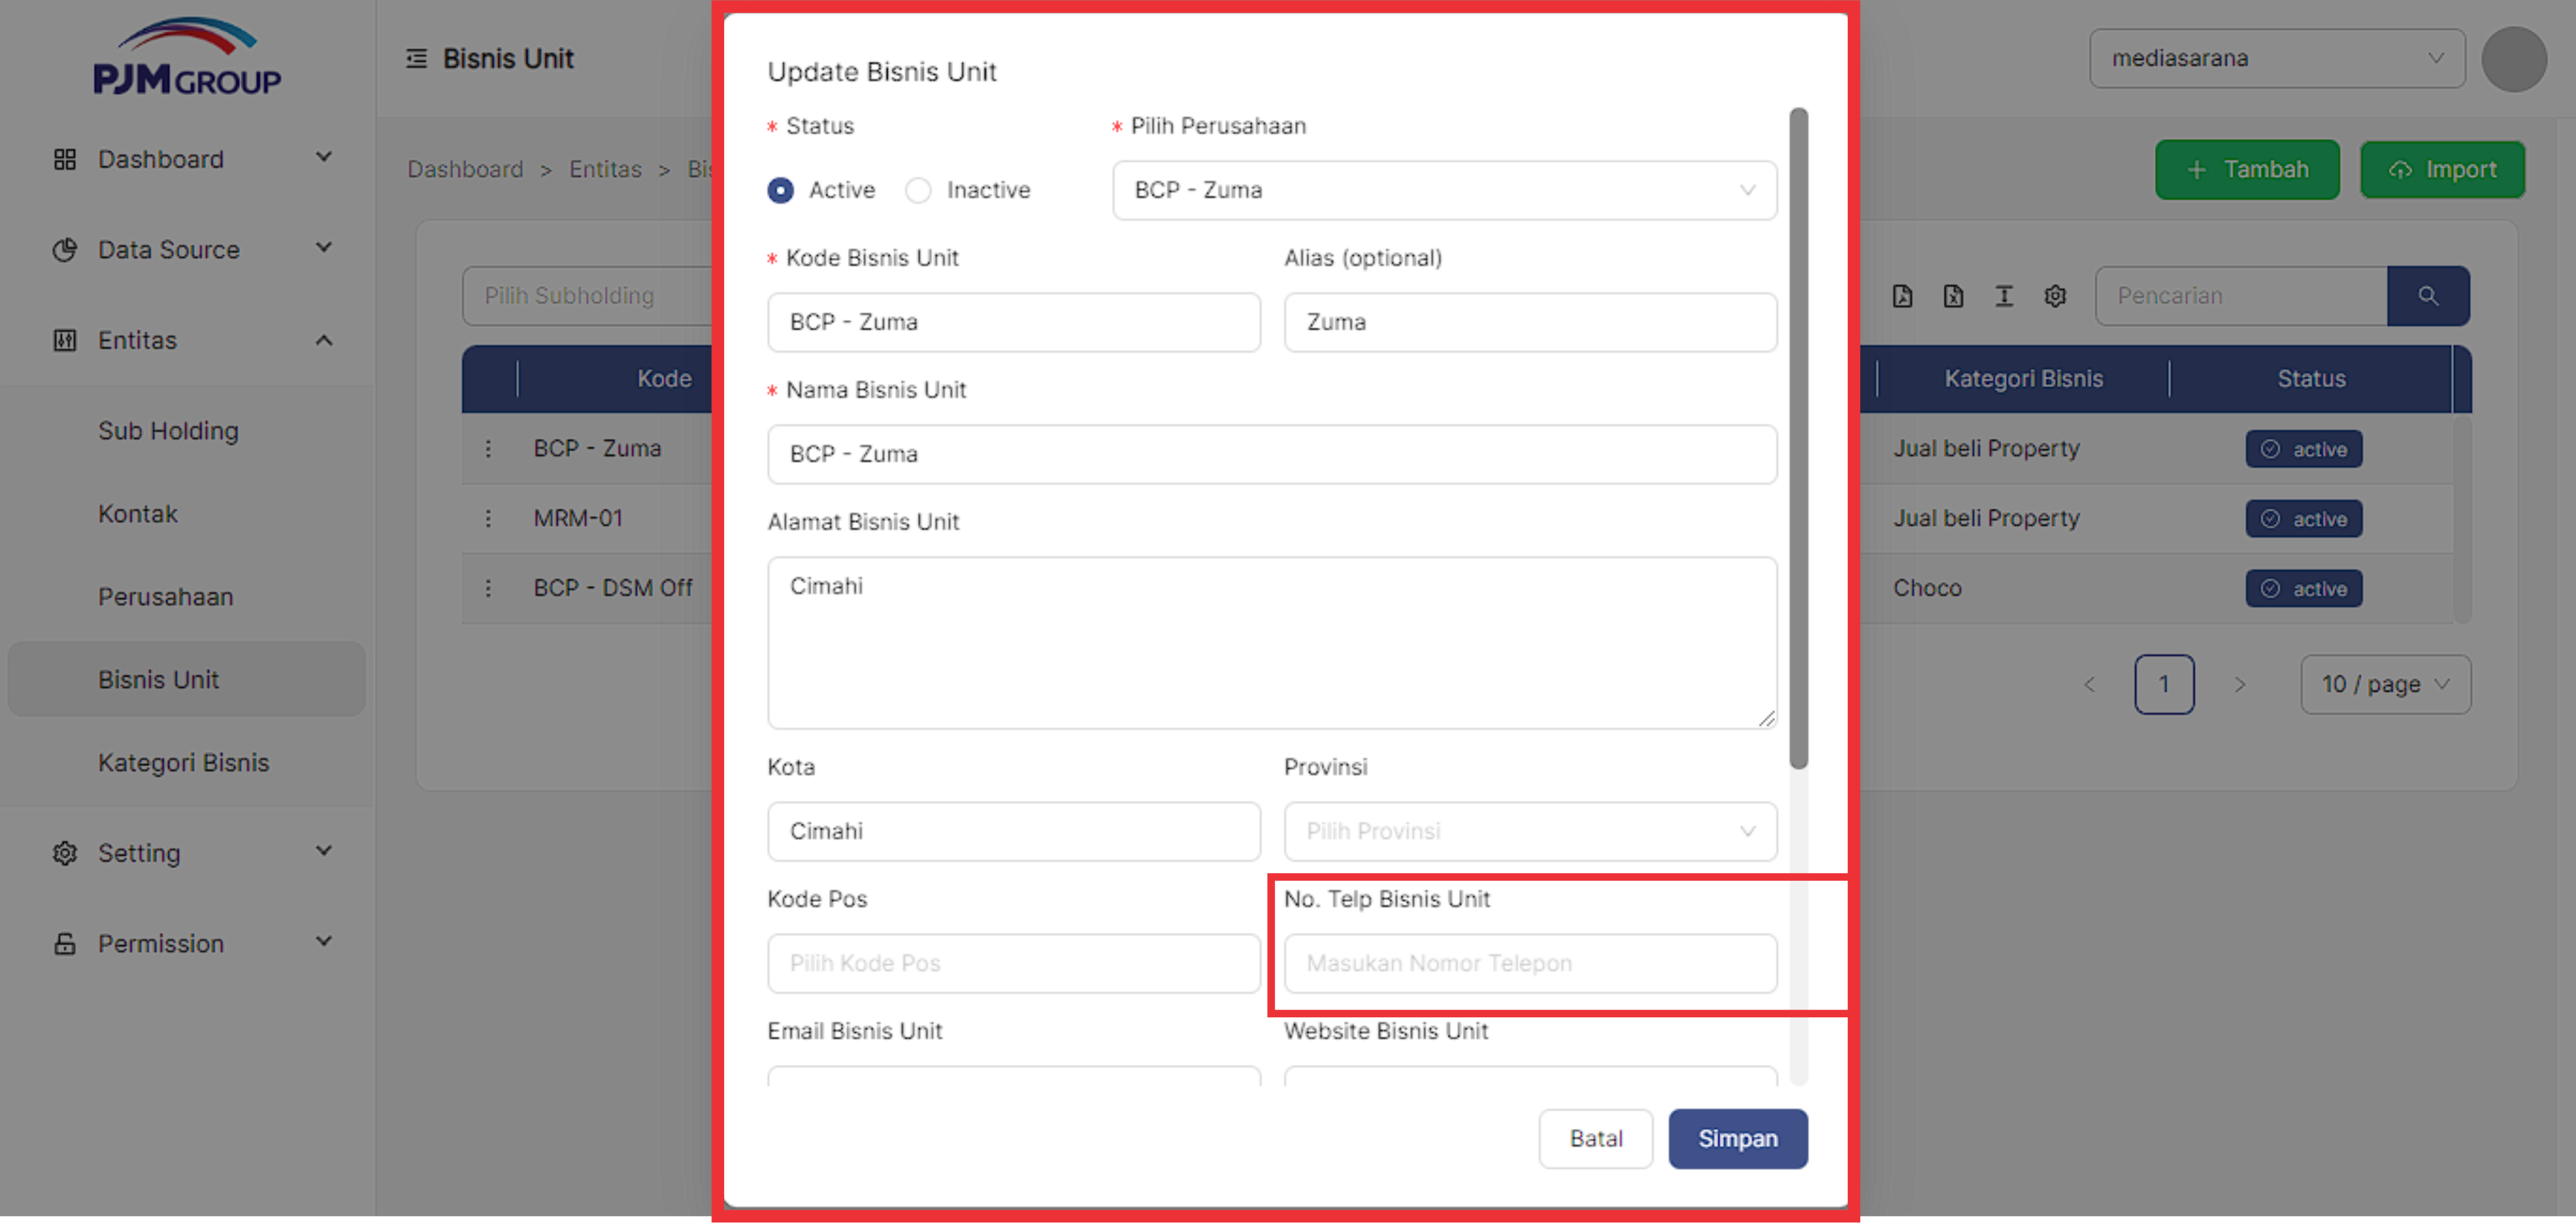 PJM GROUP
Dashboard
Data Source
Entitas
Sub Holding
Kontak
Perusahaan
Bisnis Unit
Kategori Bisnis
Setting
Permission
Bisnis Unit
mediasarana
Dashboard > Entitas > Bis
Tambah
Import
Pilih Subholding
Pencarian
Kode
Kategori Bisnis
Status
BCP - Zuma
Jual beli Property
active
MRM-01
Jual beli Property
active
BCP - DSM Off
Choco
active
< 1 >
10 / page
Update Bisnis Unit
* Status
* Pilih Perusahaan
Active
Inactive
BCP - Zuma
* Kode Bisnis Unit
Alias (optional)
BCP - Zuma
Zuma
* Nama Bisnis Unit
BCP - Zuma
Alamat Bisnis Unit
Cimahi
Kota
Provinsi
Cimahi
Pilih Provinsi
Kode Pos
No. Telp Bisnis Unit
Pilih Kode Pos
Masukan Nomor Telepon
Email Bisnis Unit
Website Bisnis Unit
Batal
Simpan